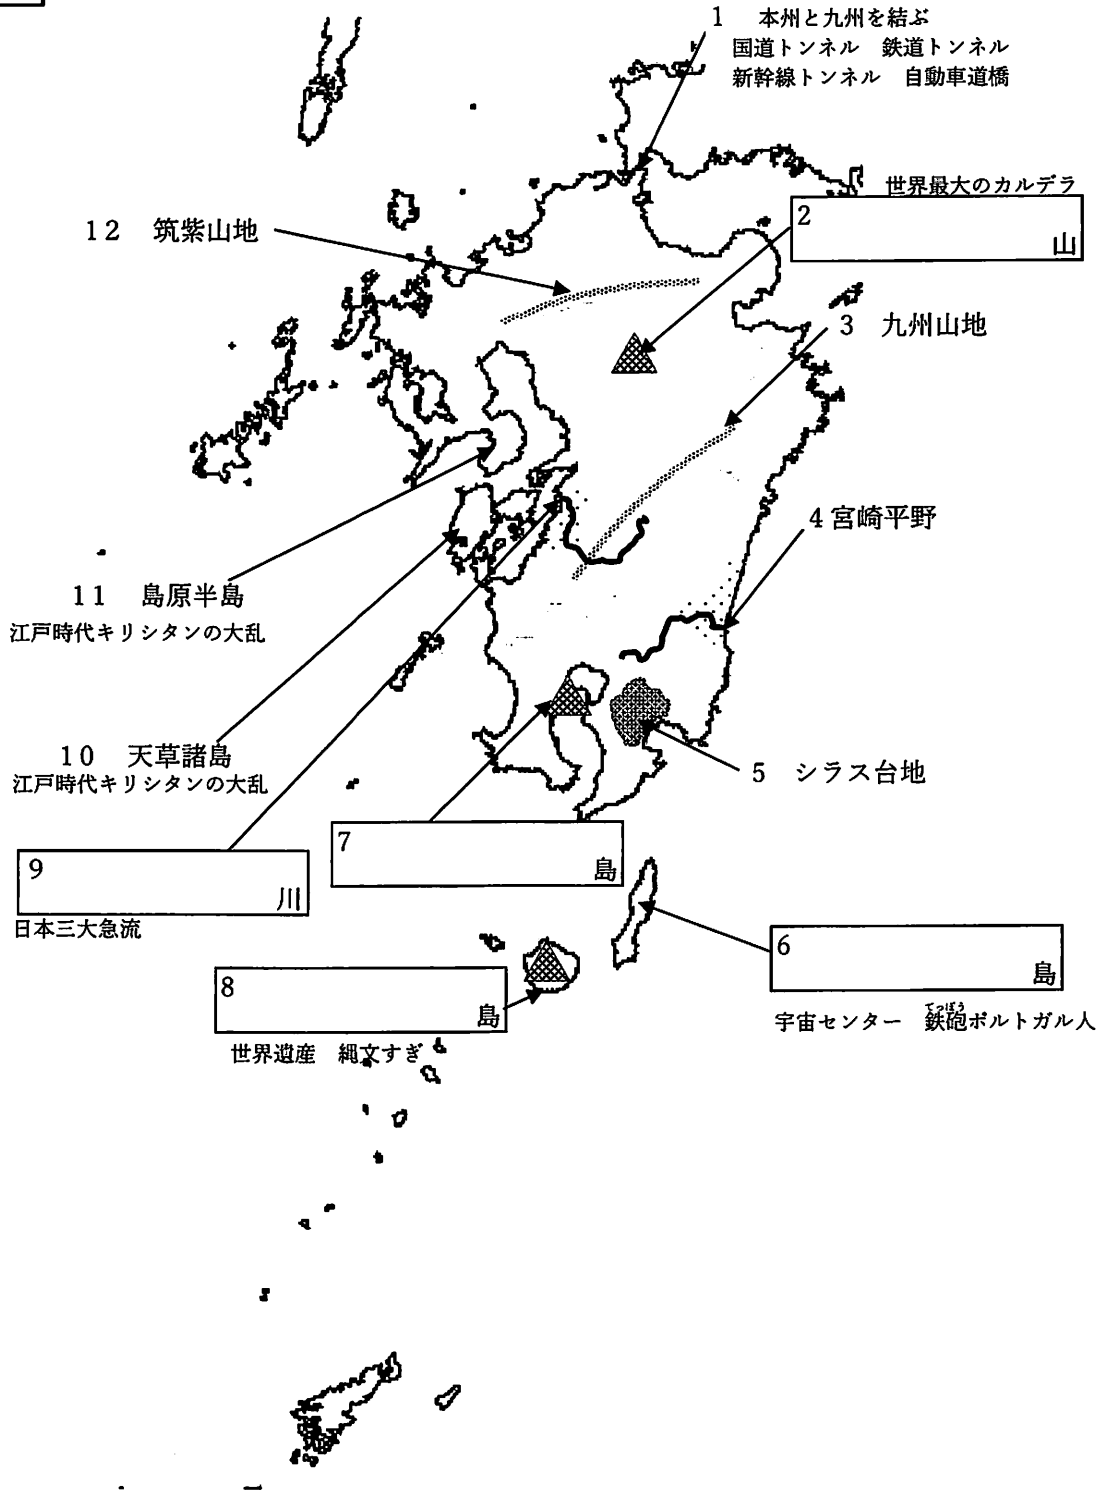 1 本州と九州を結ぶ
国道トンネル 鉄道トンネル
新幹線トンネル 自動車道橋
世界最大のカルデラ
2 山
12 筑紫山地
3 九州山地
4 宮崎平野
11 島原半島
江戸時代キリシタンの大乱
10 天草諸島
江戸時代キリシタンの大乱
5 シラス台地
7 島
9 川
日本三大急流
6 島
てっぽう
宇宙センター 鉄砲ポルトガル人
8 島
世界遺産 縄文すぎ